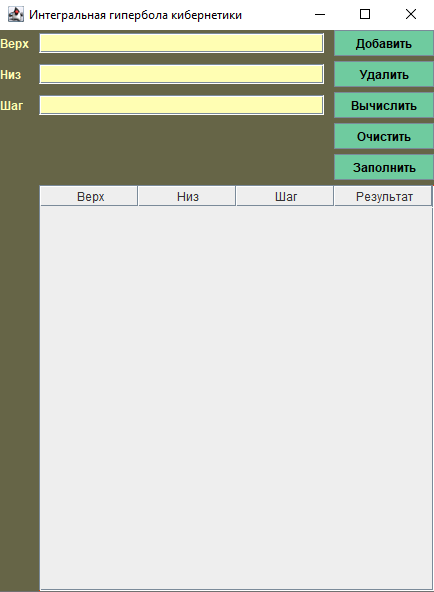 Интегральная гипербола кибернетики
Верх Добавить
Низ Удалить
Шаг Вычислить
Очистить
Заполнить
Верх Низ Шаг Результат